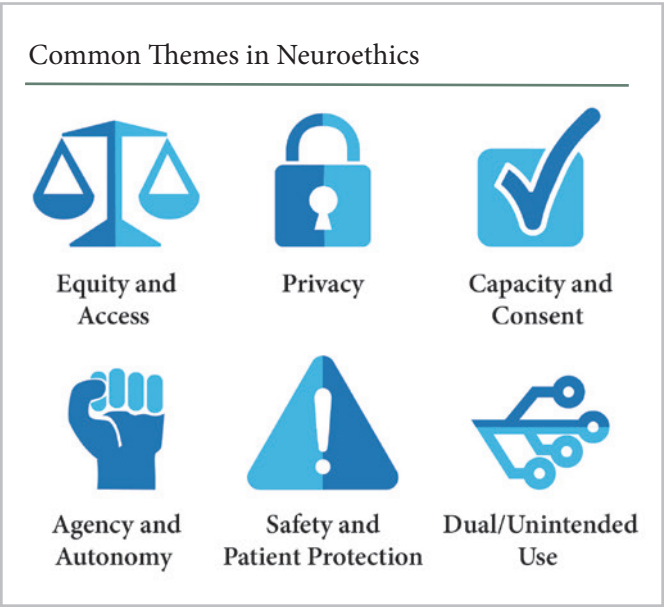 Common Themes in Neuroethics
Equity and
Access
Privacy
Capacity and
Consent
Agency and
Autonomy
Safety and
Patient Protection
Dual/Unintended
Use